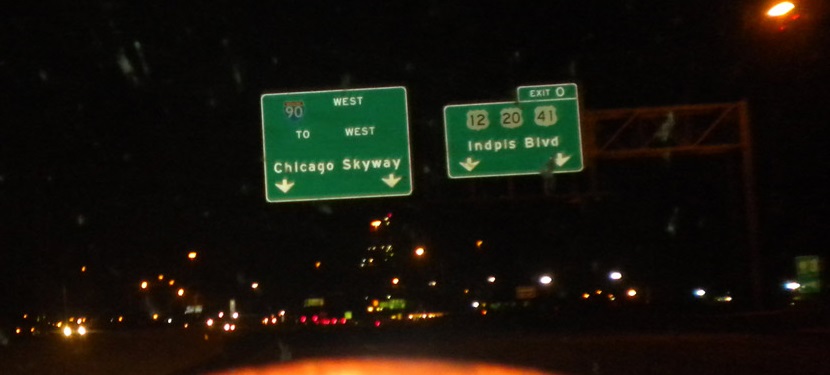 WEST
90
TO WEST
Chicago Skyway
EXIT 0
12 20 41
Indpls Blvd